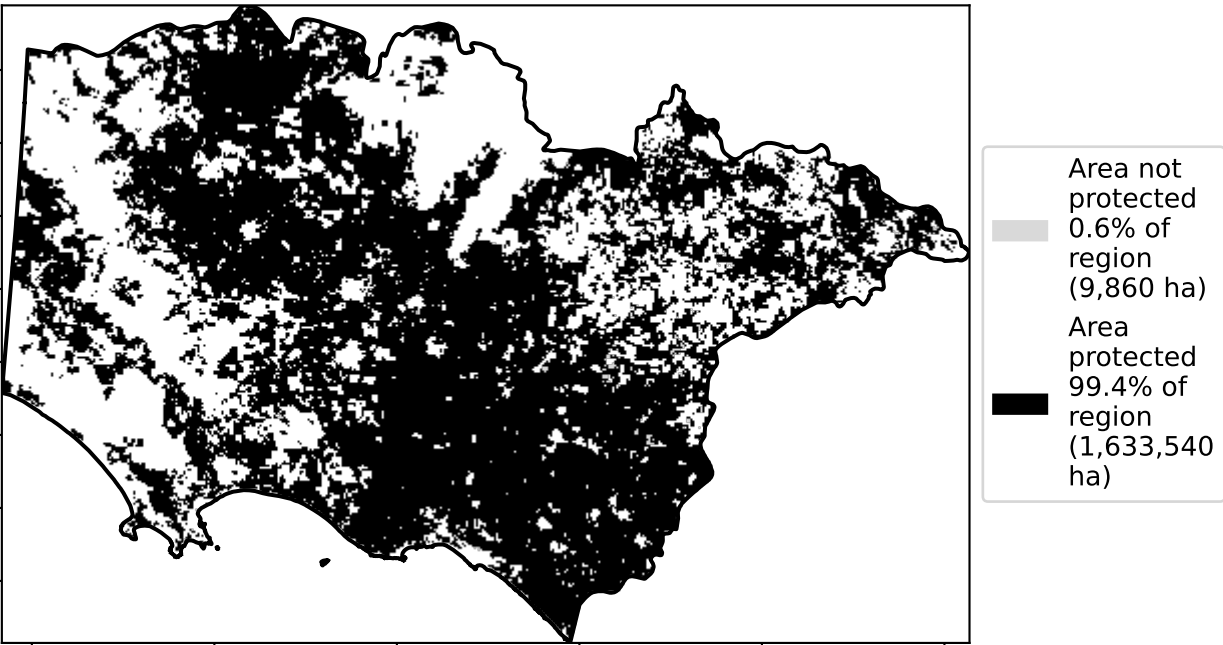 Area not
protected
0.6% of
region
(9,860 ha)
Area
protected
99.4% of
region
(1,633,540
ha)